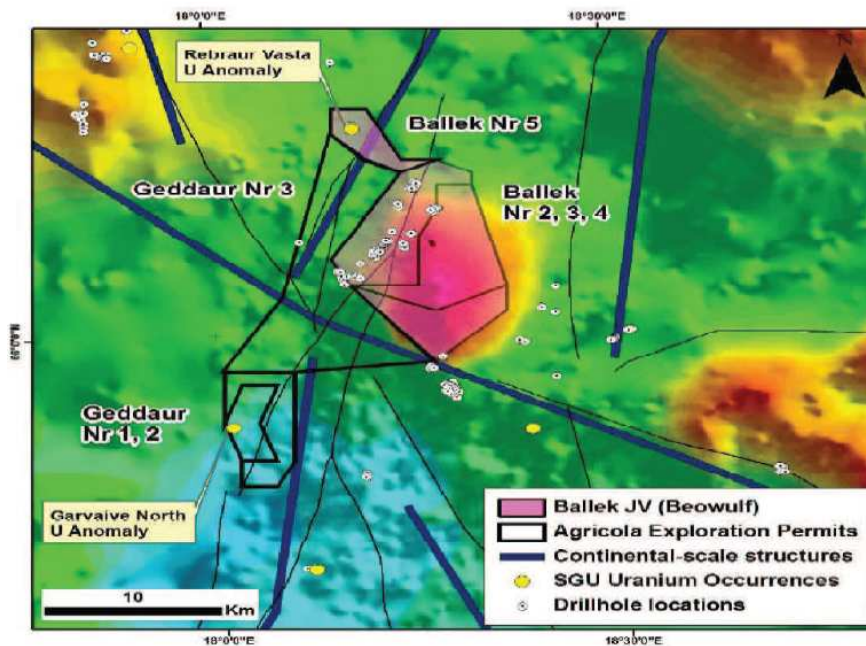 18°0'0"E
18°30'0"E
N
Rebraur Vasta
U Anomaly
Ballek Nr 5
Geddaur Nr 3
Ballek
Nr 2, 3, 4
Geddaur
Nr 1, 2
Garvaive North
U Anomaly
Ballek JV (Beowulf)
Agricola Exploration Permits
Continental-scale structures
SGU Uranium Occurrences
Drillhole locations
10
Km
18°0'0"E
18°30'0"E